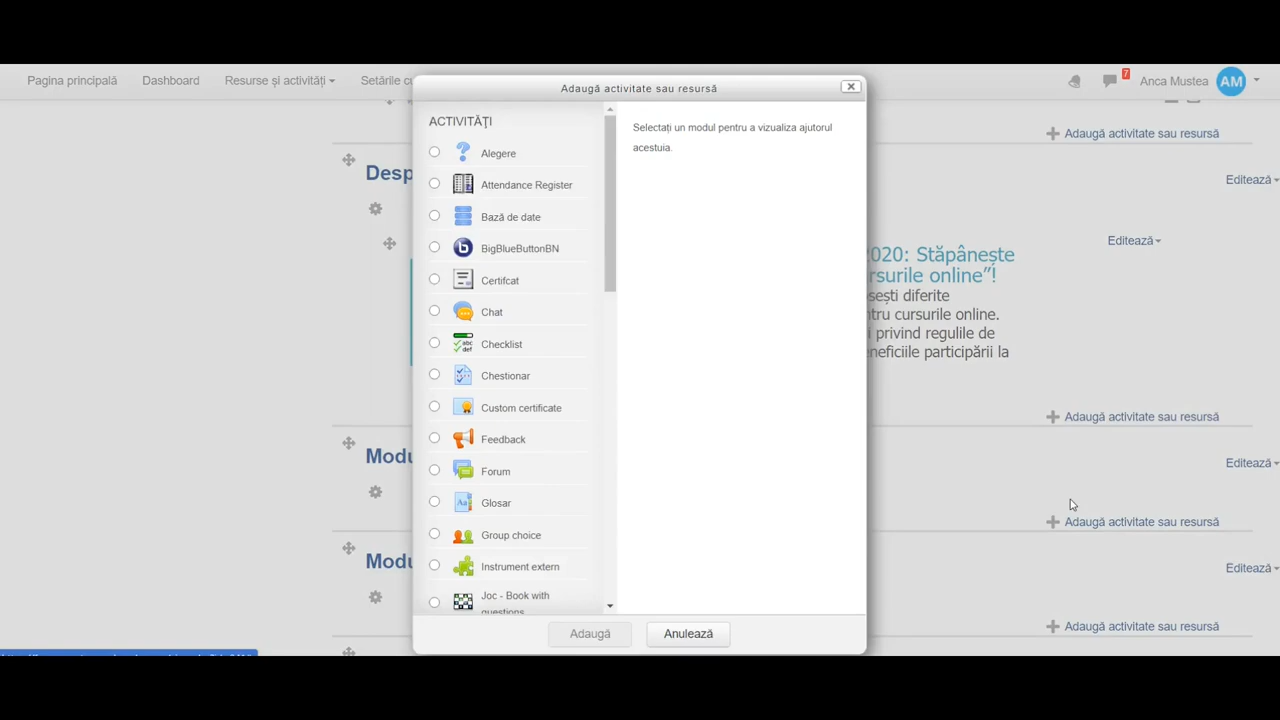 Pagina principală Dashboard Resurse și activități Setările
7
Anca Mustea AM
Adaugă activitate sau resursă
ACTIVITĂȚI
Alegere
Attendance Register
Bază de date
BigBlueButtonBN
Certifcat
Chat
Checklist
Chestionar
Custom certificate
Feedback
Forum
Glosar
Group choice
Instrument extern
Joc - Book with
questions
Selectați un modul pentru a vizualiza ajutorul
acestuia.
Adaugă Anulează
Adaugă activitate sau resursă
Desp
Editează
Editează
2020: Stăpânește
rsurile online”!
sești diferite
ntru cursurile online.
i privind regulile de
neficiile participării la
Adaugă activitate sau resursă
Modu
Editează
Adaugă activitate sau resursă
Modu
Editează
Adaugă activitate sau resursă